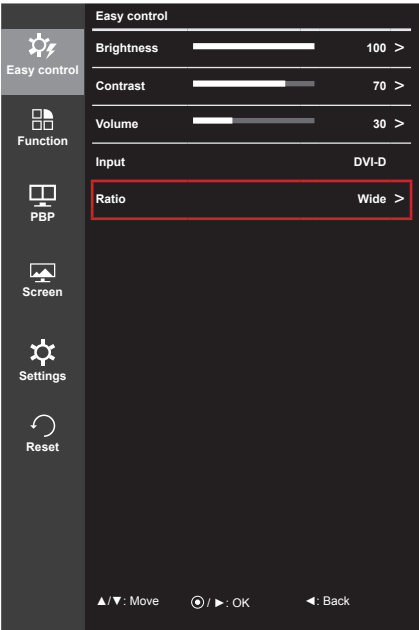 Easy control
Easy control
Function
PBP
Screen
Settings
Reset
Brightness 100 >
Contrast 70 >
Volume 30 >
Input DVI-D
Ratio Wide >
▲/▼: Move ◉/ ►: OK ◄: Back